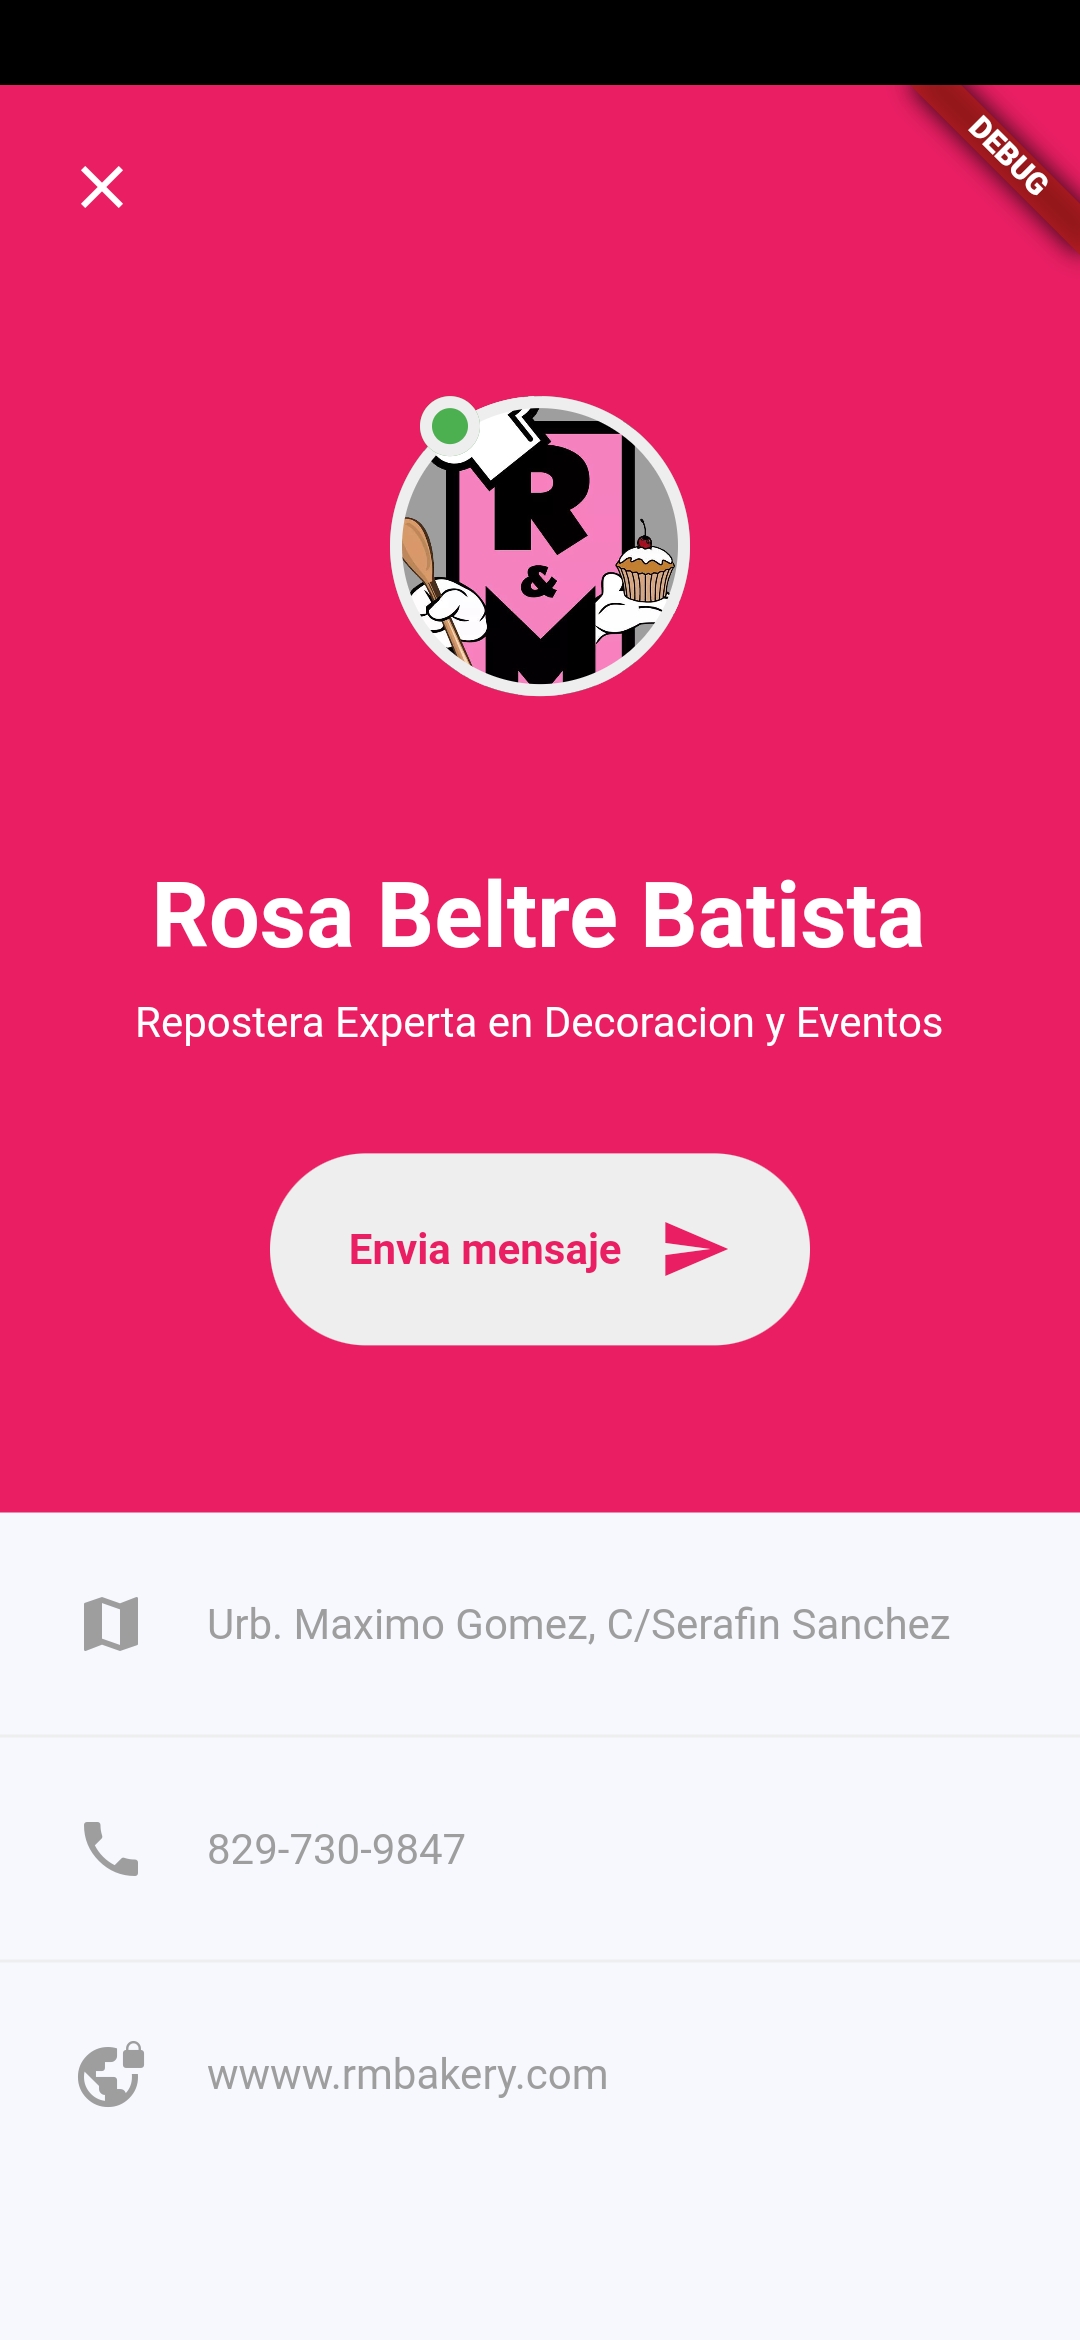 DEBUG
R
&
M
Rosa Beltre Batista
Repostera Experta en Decoracion y Eventos
Envia mensaje
Urb. Maximo Gomez, C/Serafin Sanchez
829-730-9847
wwww.rmbakery.com